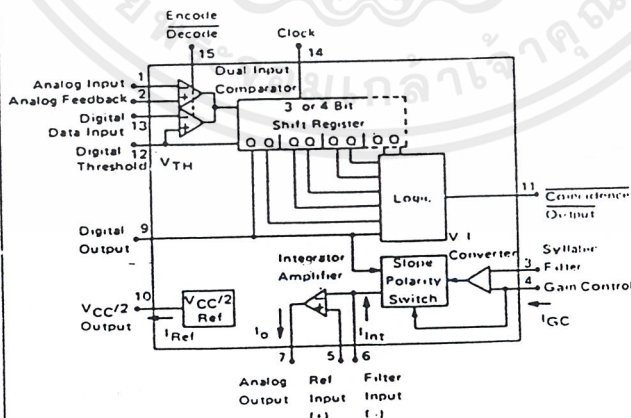 Encode
Decode
15
Clock
14
Dual Input
Comparator
Analog Input 1
Analog Feedback 2
Digital
Data Input 13
12
Digital
Threshold
VTH
3 or 4 Bit
Shift Register
Q Q Q Q Q Q Q Q
Logic
11
Coincidence
Output
Digital
Output
9
V I
Converter
Integrator
Amplifier
Slope
Polarity
Switch
Syllabic
Filter
3
4
Gain Control
IGC
10
VCC/2
Output
VCC/2
Ref
IRef
Io
IInt
7
5
6
Analog
Output
Ref
Input
(+)
Filter
Input
(-)